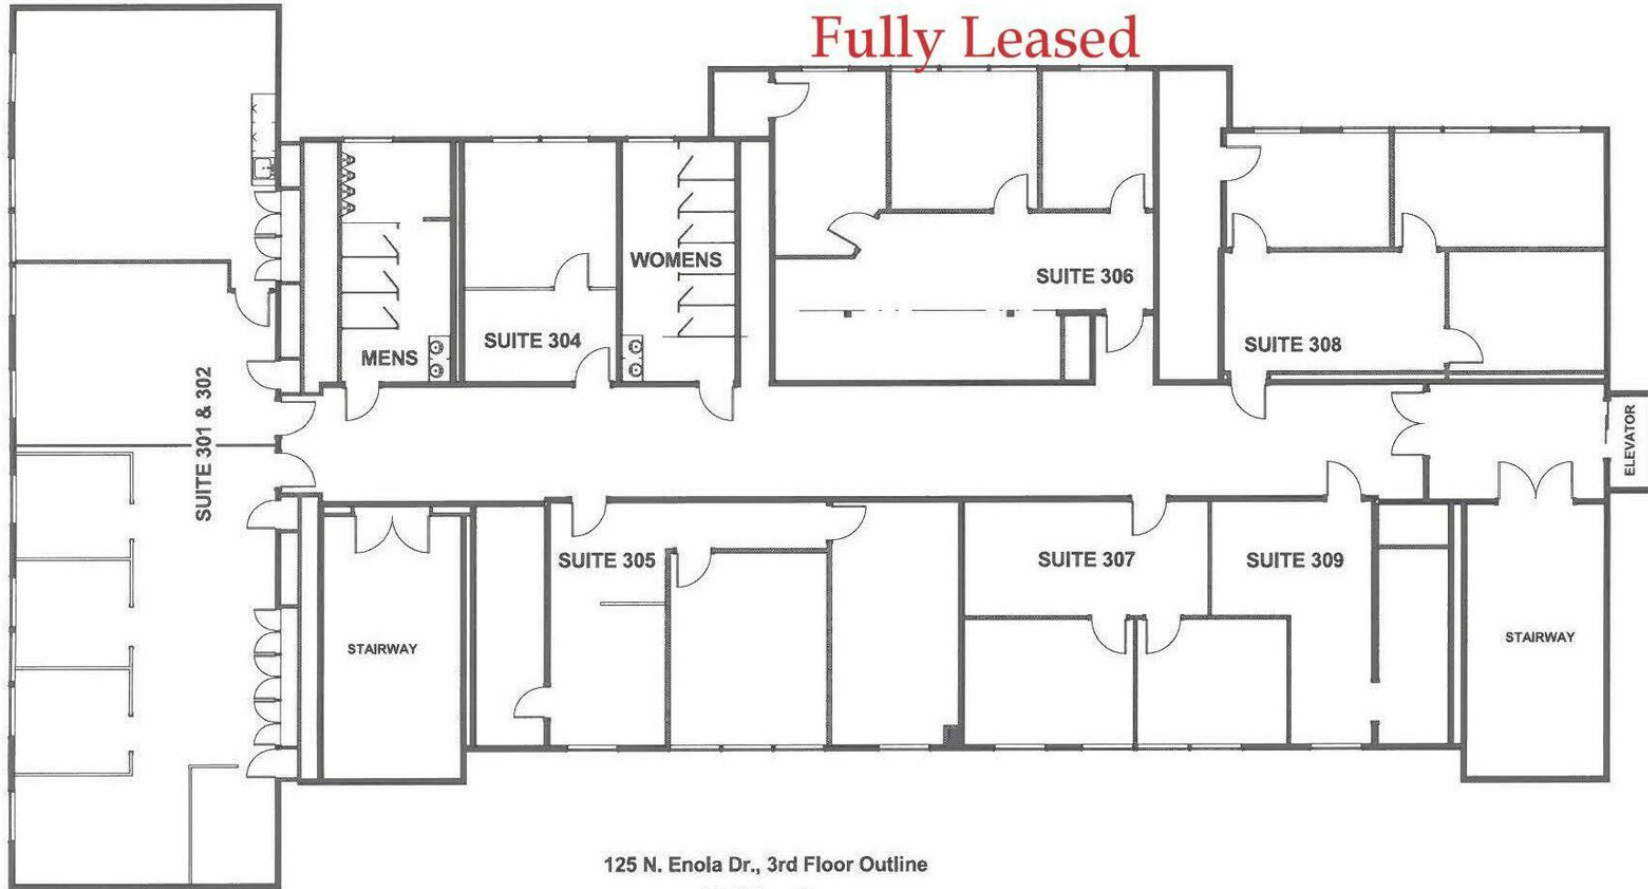 Fully Leased
WOMENS
SUITE 306
SUITE 304
MENS
SUITE 308
SUITE 301 & 302
ELEVATOR
SUITE 305
SUITE 307
SUITE 309
STAIRWAY
STAIRWAY
125 N. Enola Dr., 3rd Floor Outline